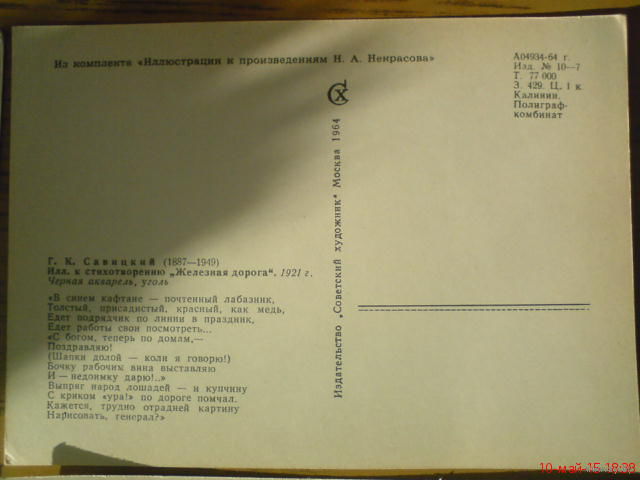 Из комплекта «Иллюстрации к произведениям Н. А. Некрасова»
А04934-64 г.
Изд. № 10—7
Т. 77 000
З. 429. Ц. 1 к.
Калинин.
Полиграф-
комбинат
СХ
Издательство „Советский художник“ Москва 1964
Г. К. Савицкий (1887—1949)
Илл. к стихотворению „Железная дорога“. 1921 г.
Черная акварель, уголь
«В синем кафтане — почтенный лабазник,
Толстый, присадистый, красный, как медь,
Едет подрядчик по линии в праздник,
Едет работы свои посмотреть...
«С богом, теперь по домам,—
Поздравляю!
(Шапки долой — коли я говорю!)
Бочку рабочим вина выставляю
И — недоимку дарю!..»
Выпряг народ лошадей — и купчину
С криком «ура!» по дороге помчал.
Кажется, трудно отрадней картину
Нарисовать, генерал?»
10 май 15 18:38